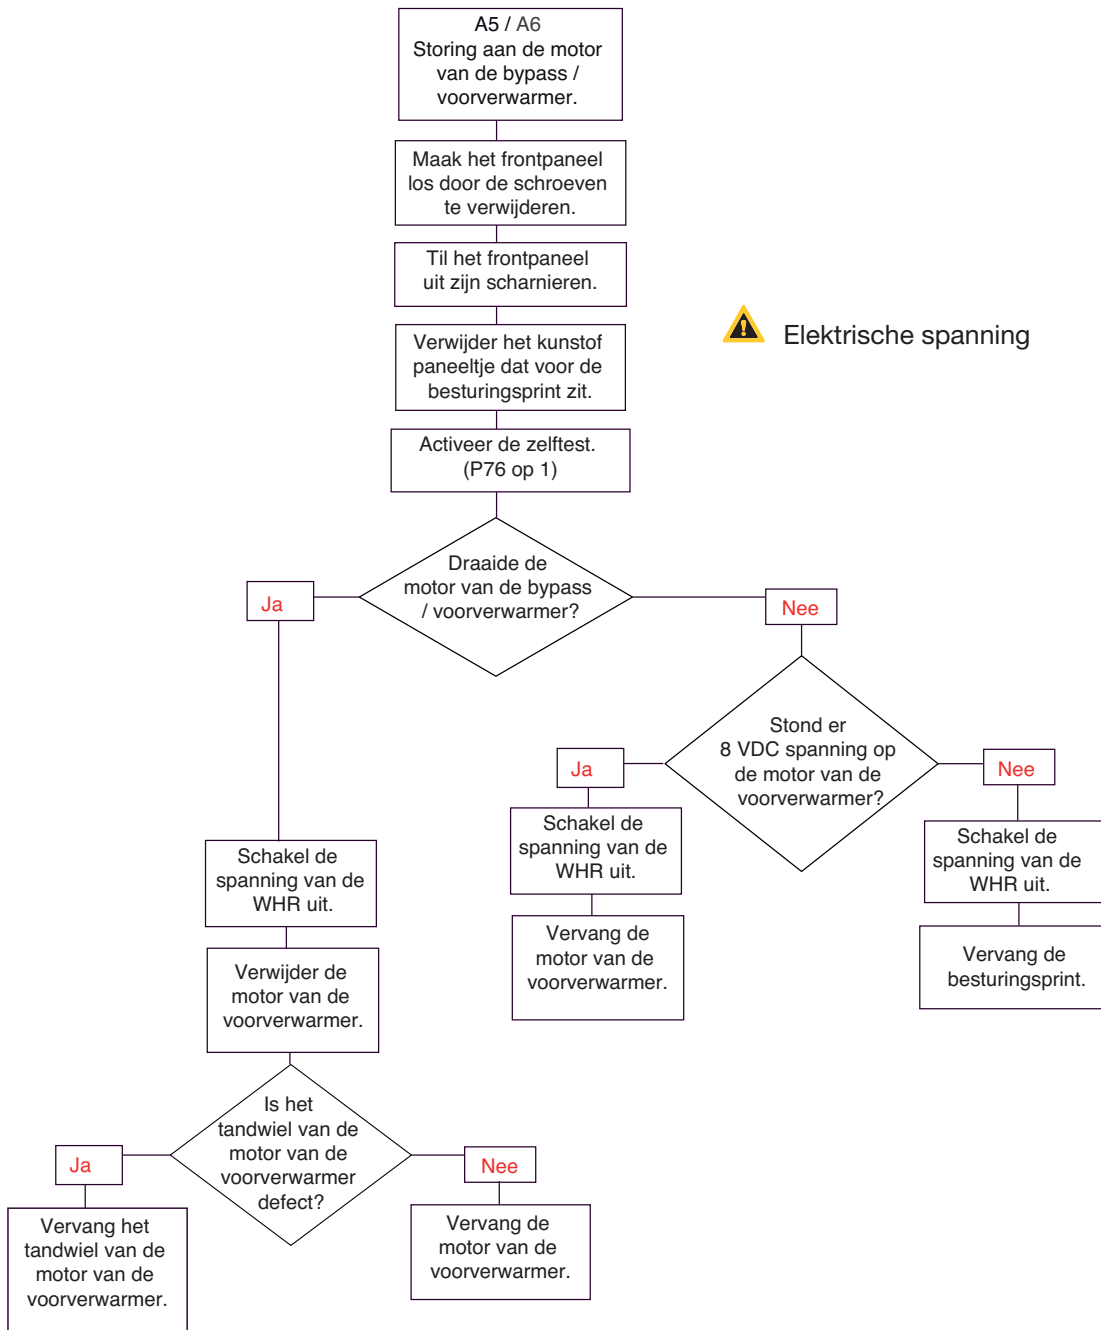 A5 / A6
Storing aan de motor
van de bypass /
voorverwarmer.
Maak het frontpaneel
los door de schroeven
te verwijderen.
Til het frontpaneel
uit zijn scharnieren.
Elektrische spanning
Verwijder het kunstof
paneeltje dat voor de
besturingsprint zit.
Activeer de zelftest.
(P76 op 1)
Draaide de
motor van de bypass
/ voorverwarmer?
Ja
Nee
Stond er
8 VDC spanning op
de motor van de
voorverwarmer?
Ja
Nee
Schakel de
spanning van de
WHR uit.
Schakel de
spanning van de
WHR uit.
Schakel de
spanning van de
WHR uit.
Vervang de
motor van de
voorverwarmer.
Vervang de
besturingsprint.
Verwijder de
motor van de
voorverwarmer.
Is het
tandwiel van de
motor van de
voorverwarmer
defect?
Ja
Nee
Vervang het
tandwiel van de
motor van de
voorverwarmer.
Vervang de
motor van de
voorverwarmer.